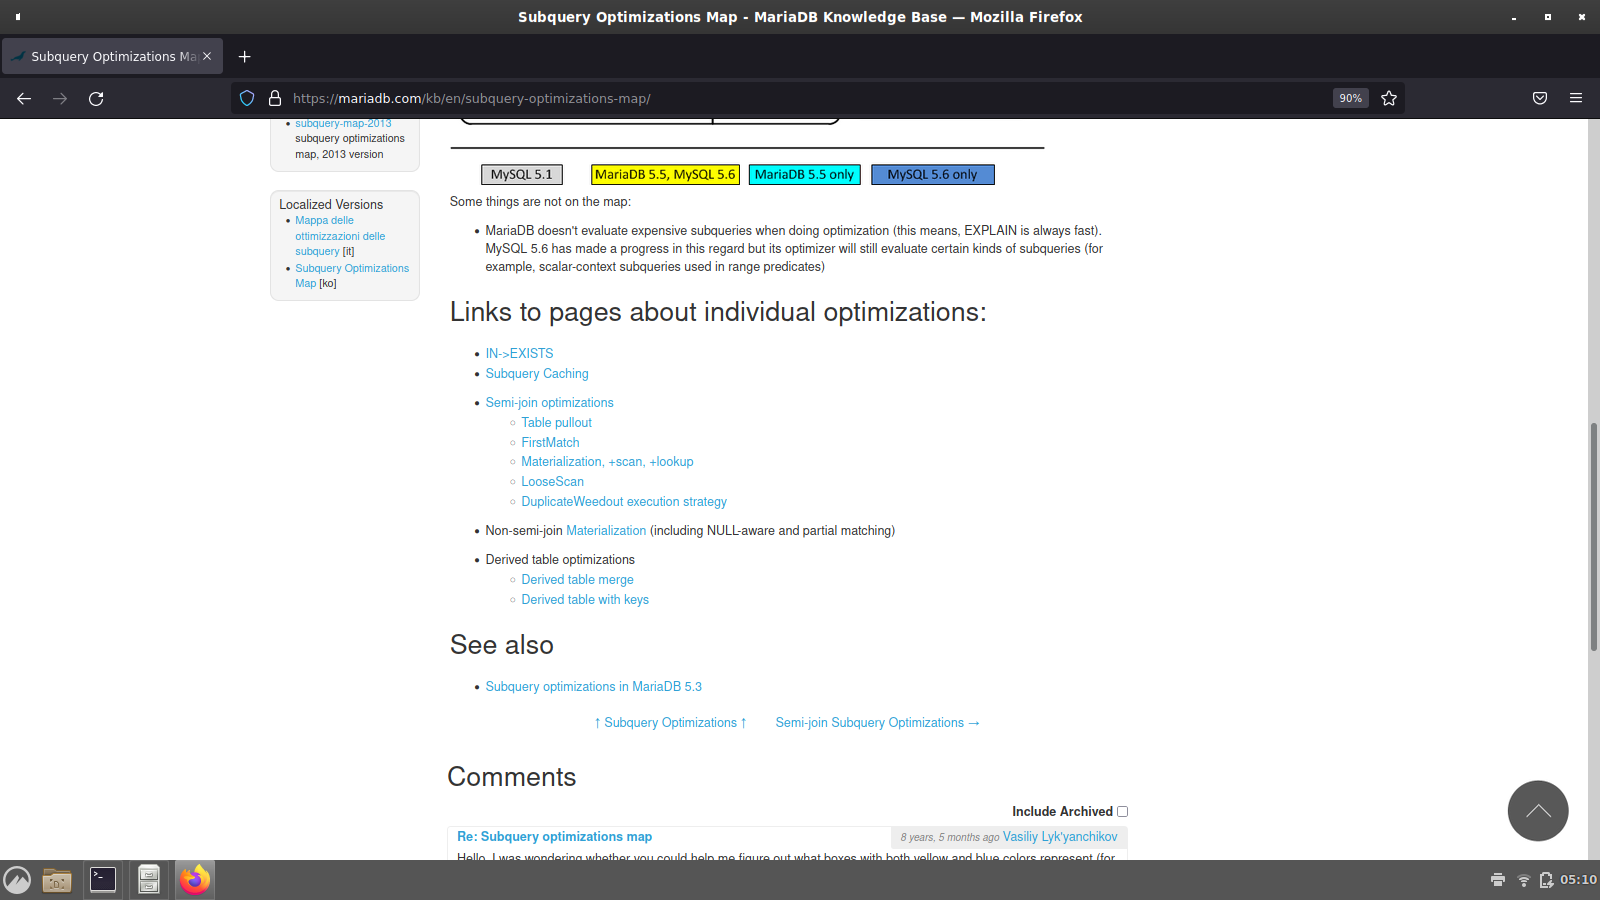 Subquery Optimizations Map - MariaDB Knowledge Base — Mozilla Firefox
Subquery Optimizations Ma
https://mariadb.com/kb/en/subquery-optimizations-map/
90%
subquery-map-2013
subquery optimizations
map, 2013 version
Localized Versions
Mappa delle
ottimizzazioni delle
subquery [it]
Subquery Optimizations
Map [ko]
MySQL 5.1
MariaDB 5.5, MySQL 5.6
MariaDB 5.5 only
MySQL 5.6 only
Some things are not on the map:
MariaDB doesn't evaluate expensive subqueries when doing optimization (this means, EXPLAIN is always fast).
MySQL 5.6 has made a progress in this regard but its optimizer will still evaluate certain kinds of subqueries (for
example, scalar-context subqueries used in range predicates)
Links to pages about individual optimizations:
IN->EXISTS
Subquery Caching
Semi-join optimizations
Table pullout
FirstMatch
Materialization, +scan, +lookup
LooseScan
DuplicateWeedout execution strategy
Non-semi-join Materialization (including NULL-aware and partial matching)
Derived table optimizations
Derived table merge
Derived table with keys
See also
Subquery optimizations in MariaDB 5.3
↑ Subquery Optimizations ↑
Semi-join Subquery Optimizations →
Comments
Include Archived
Re: Subquery optimizations map
8 years, 5 months ago Vasiliy Lyk'yanchikov
Hello, I was wondering whether you could help me figure out what boxes with both yellow and blue colors represent (for
05:10